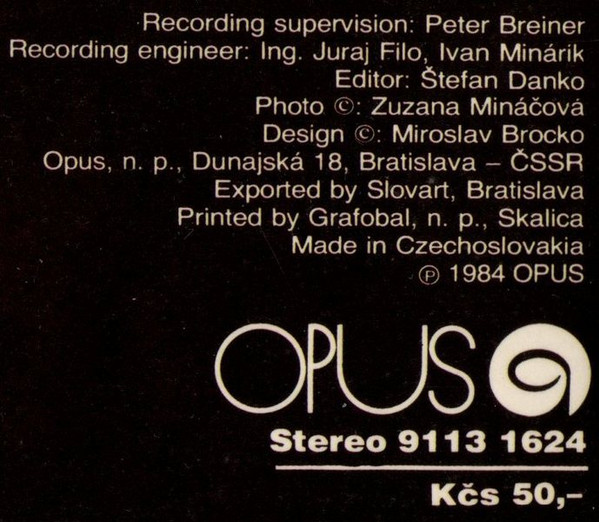 Recording supervision: Peter Breiner
Recording engineer: Ing. Juraj Filo, Ivan Minárik
Editor: Štefan Danko
Photo ©: Zuzana Mináčová
Design ©: Miroslav Brocko
Opus, n. p., Dunajská 18, Bratislava – ČSSR
Exported by Slovart, Bratislava
Printed by Grafobal, n. p., Skalica
Made in Czechoslovakia
℗ 1984 OPUS
OPUS
Stereo 9113 1624
Kčs 50,–